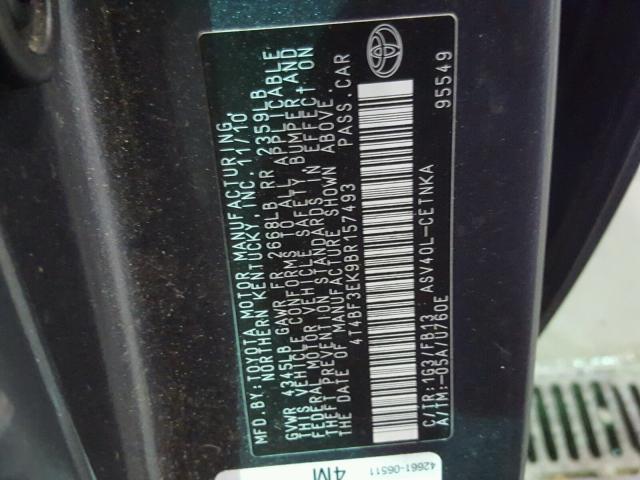 MFD BY:TOYOTA MOTOR MANUFACTURING,
NORTHERN KENTUCKY, INC. 11/10
GVWR 4345LB GAWR FR 2668LB RR 2359LB
THIS VEHICLE CONFORMS TO ALL APPLICABLE
FEDERAL MOTOR VEHICLE SAFETY, BUMPER AND
THEFT PREVENTION STANDARDS IN EFFECT ON
THE DATE OF MANUFACTURE SHOWN ABOVE.
4T4BF3EK9BR157493 PASS. CAR
C/TR:1G3/FB13 ASV40L-CETNKA
A/TM:-05A/U760E 95549
42661-06511
4M